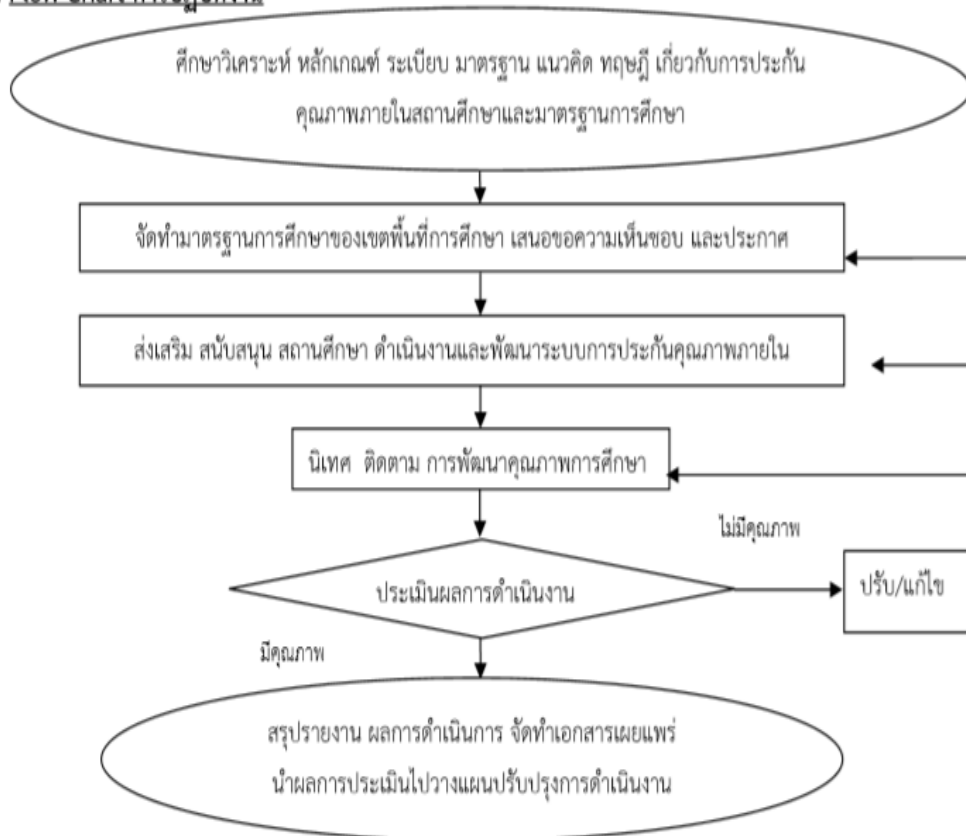 Flow Chart การปฏิบัติงาน
ศึกษาวิเคราะห์ หลักเกณฑ์ ระเบียบ มาตรฐาน แนวคิด ทฤษฎี เกี่ยวกับการประกัน
คุณภาพภายในสถานศึกษาและมาตรฐานการศึกษา
จัดทำมาตรฐานการศึกษาของเขตพื้นที่การศึกษา เสนอขอความเห็นชอบ และประกาศ
ส่งเสริม สนับสนุน สถานศึกษา ดำเนินงานและพัฒนาระบบการประกันคุณภาพภายใน
นิเทศ ติดตาม การพัฒนาคุณภาพการศึกษา
ไม่มีคุณภาพ
ประเมินผลการดำเนินงาน
ปรับ/แก้ไข
มีคุณภาพ
สรุปรายงาน ผลการดำเนินการ จัดทำเอกสารเผยแพร่
นำผลการประเมินไปวางแผนปรับปรุงการดำเนินงาน